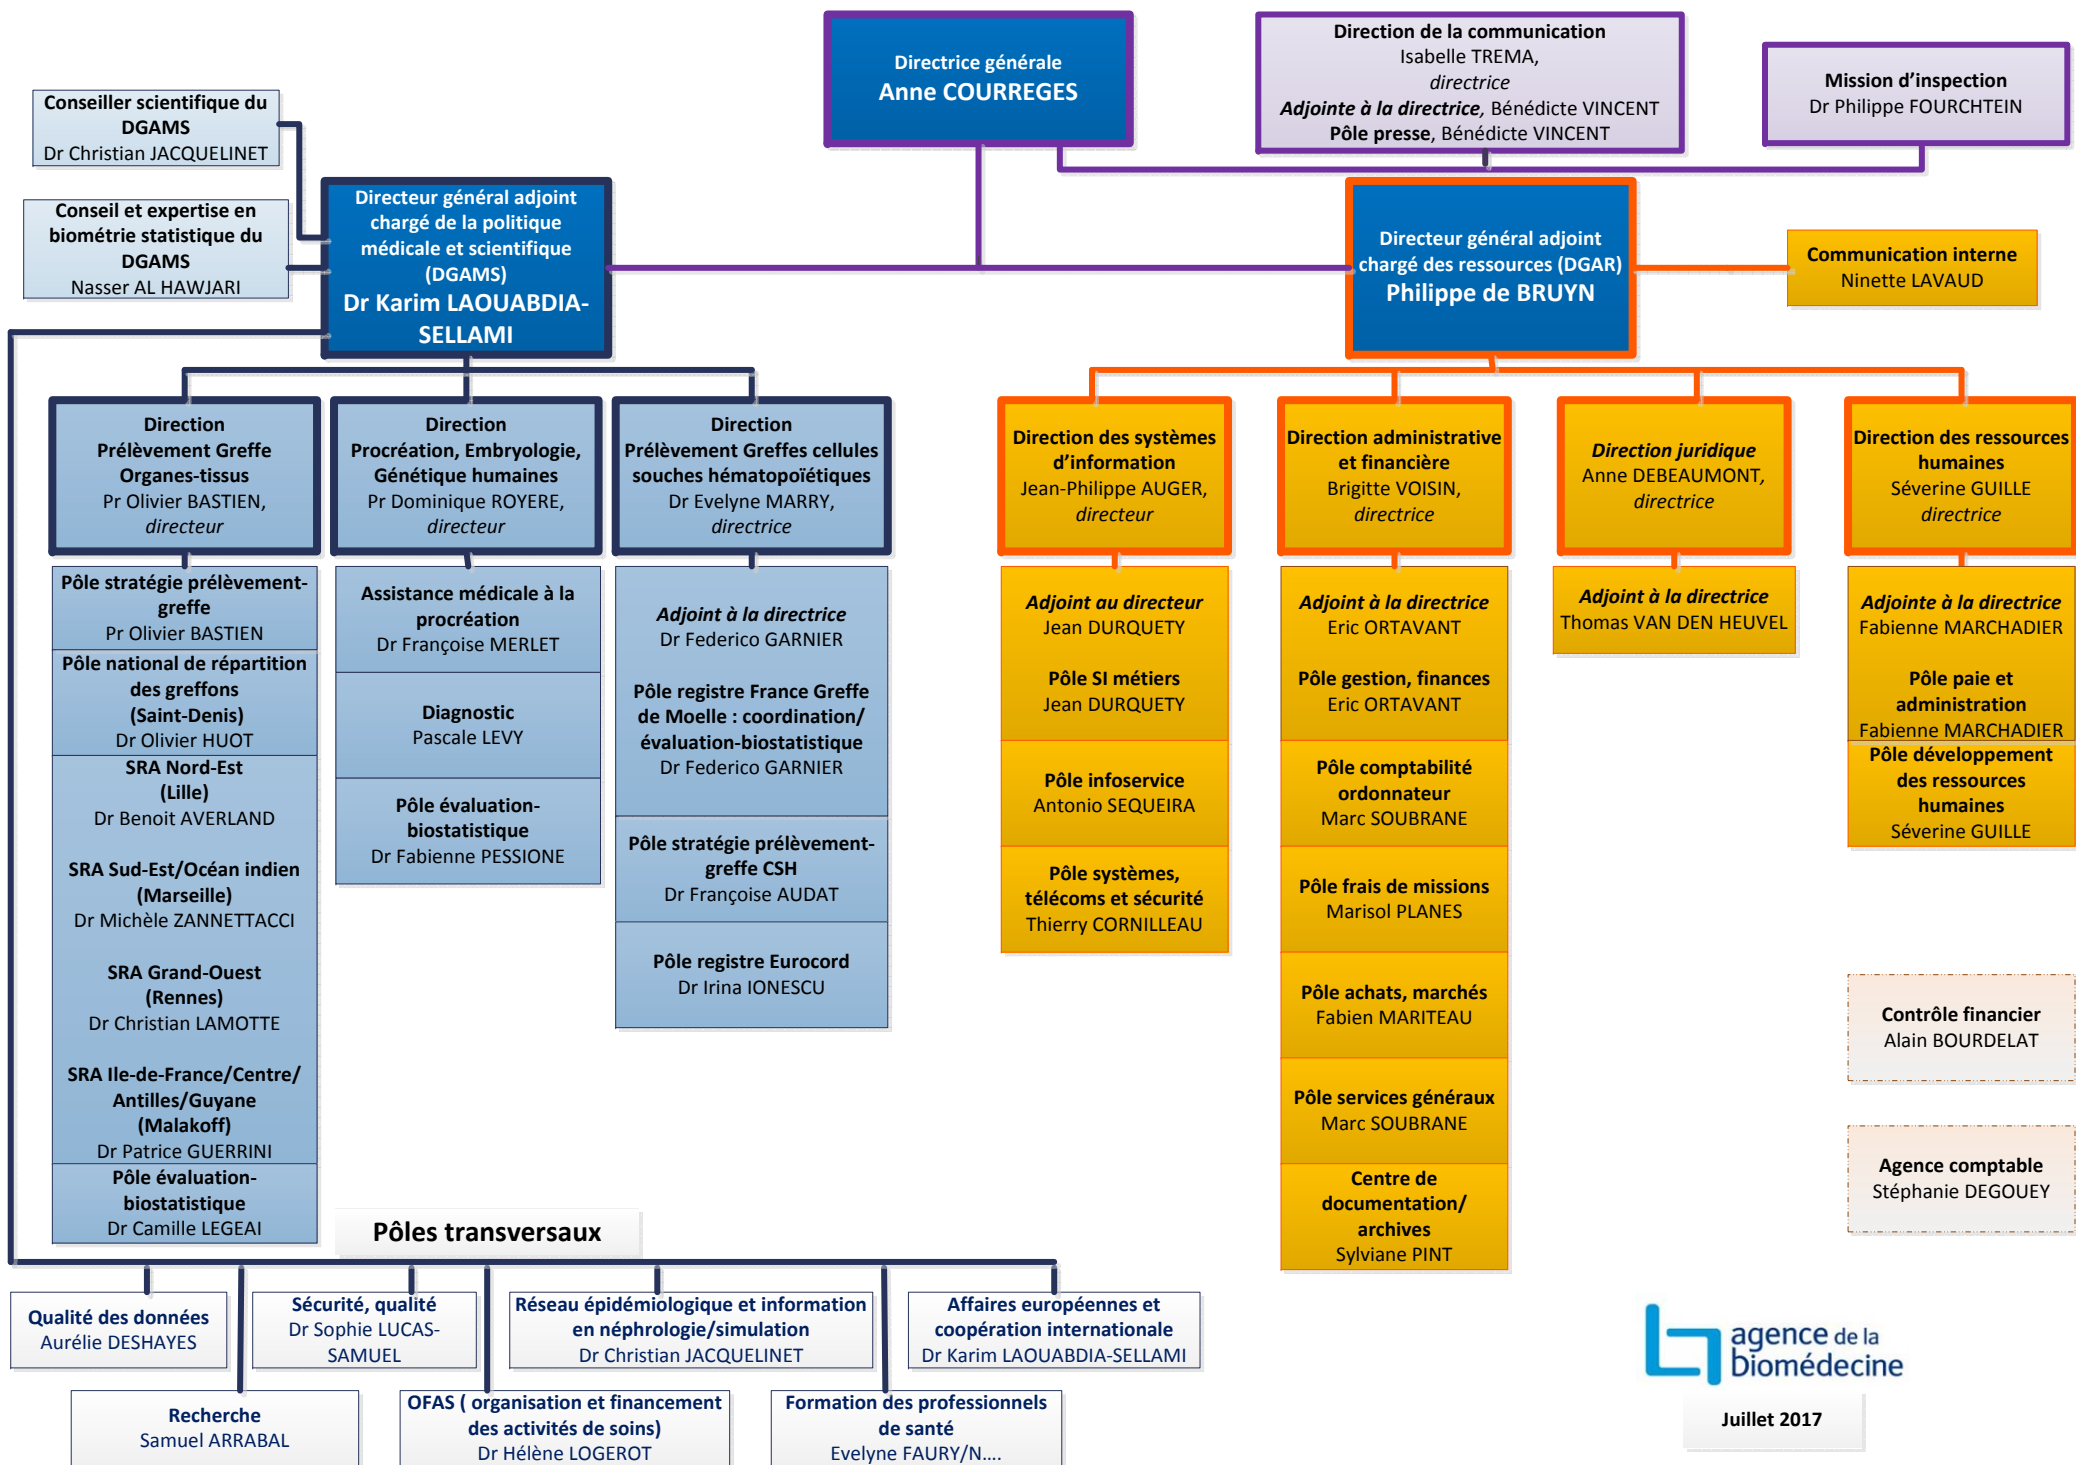 Directrice générale
Anne COURREGES
Direction de la communication
Isabelle TREMA,
directrice
Adjointe à la directrice, Bénédicte VINCENT
Pôle presse, Bénédicte VINCENT
Mission d’inspection
Dr Philippe FOURCHTEIN
Conseiller scientifique du
DGAMS
Dr Christian JACQUELINET
Conseil et expertise en
biométrie statistique du
DGAMS
Nasser AL HAWJARI
Directeur général adjoint
chargé de la politique
médicale et scientifique
(DGAMS)
Dr Karim LAOUABDIA-
SELLAMI
Directeur général adjoint
chargé des ressources (DGAR)
Philippe de BRUYN
Communication interne
Ninette LAVAUD
Direction
Prélèvement Greffe
Organes-tissus
Pr Olivier BASTIEN,
directeur
Pôle stratégie prélèvement-
greffe
Pr Olivier BASTIEN
Pôle national de répartition
des greffons
(Saint-Denis)
Dr Olivier HUOT
SRA Nord-Est
(Lille)
Dr Benoit AVERLAND
SRA Sud-Est/Océan indien
(Marseille)
Dr Michèle ZANNETTACCI
SRA Grand-Ouest
(Rennes)
Dr Christian LAMOTTE
SRA Ile-de-France/Centre/
Antilles/Guyane
(Malakoff)
Dr Patrice GUERRINI
Pôle évaluation-
biostatistique
Dr Camille LEGEAI
Direction
Procréation, Embryologie,
Génétique humaines
Pr Dominique ROYERE,
directeur
Assistance médicale à la
procréation
Dr Françoise MERLET
Diagnostic
Pascale LEVY
Pôle évaluation-
biostatistique
Dr Fabienne PESSIONE
Direction
Prélèvement Greffes cellules
souches hématopoïétiques
Dr Evelyne MARRY,
directrice
Adjoint à la directrice
Dr Federico GARNIER
Pôle registre France Greffe
de Moelle : coordination/
évaluation-biostatistique
Dr Federico GARNIER
Pôle stratégie prélèvement-
greffe CSH
Dr Françoise AUDAT
Pôle registre Eurocord
Dr Irina IONESCU
Direction des systèmes
d’information
Jean-Philippe AUGER,
directeur
Adjoint au directeur
Jean DURQUETY
Pôle SI métiers
Jean DURQUETY
Pôle infoservice
Antonio SEQUEIRA
Pôle systèmes,
télécoms et sécurité
Thierry CORNILLEAU
Direction administrative
et financière
Brigitte VOISIN,
directrice
Adjoint à la directrice
Eric ORTAVANT
Pôle gestion, finances
Eric ORTAVANT
Pôle comptabilité
ordonnateur
Marc SOUBRANE
Pôle frais de missions
Marisol PLANES
Pôle achats, marchés
Fabien MARITEAU
Pôle services généraux
Marc SOUBRANE
Centre de
documentation/
archives
Sylviane PINT
Direction juridique
Anne DEBEAUMONT,
directrice
Adjoint à la directrice
Thomas VAN DEN HEUVEL
Direction des ressources
humaines
Séverine GUILLE
directrice
Adjointe à la directrice
Fabienne MARCHADIER
Pôle paie et
administration
Fabienne MARCHADIER
Pôle développement
des ressources
humaines
Séverine GUILLE
Contrôle financier
Alain BOURDELAT
Agence comptable
Stéphanie DEGOUEY
Pôles transversaux
Qualité des données
Aurélie DESHAYES
Sécurité, qualité
Dr Sophie LUCAS-
SAMUEL
Réseau épidémiologique et information
en néphrologie/simulation
Dr Christian JACQUELINET
Affaires européennes et
coopération internationale
Dr Karim LAOUABDIA-SELLAMI
Recherche
Samuel ARRABAL
OFAS ( organisation et financement
des activités de soins)
Dr Hélène LOGEROT
Formation des professionnels
de santé
Evelyne FAURY/N....
agence de la
biomédecine
Juillet 2017